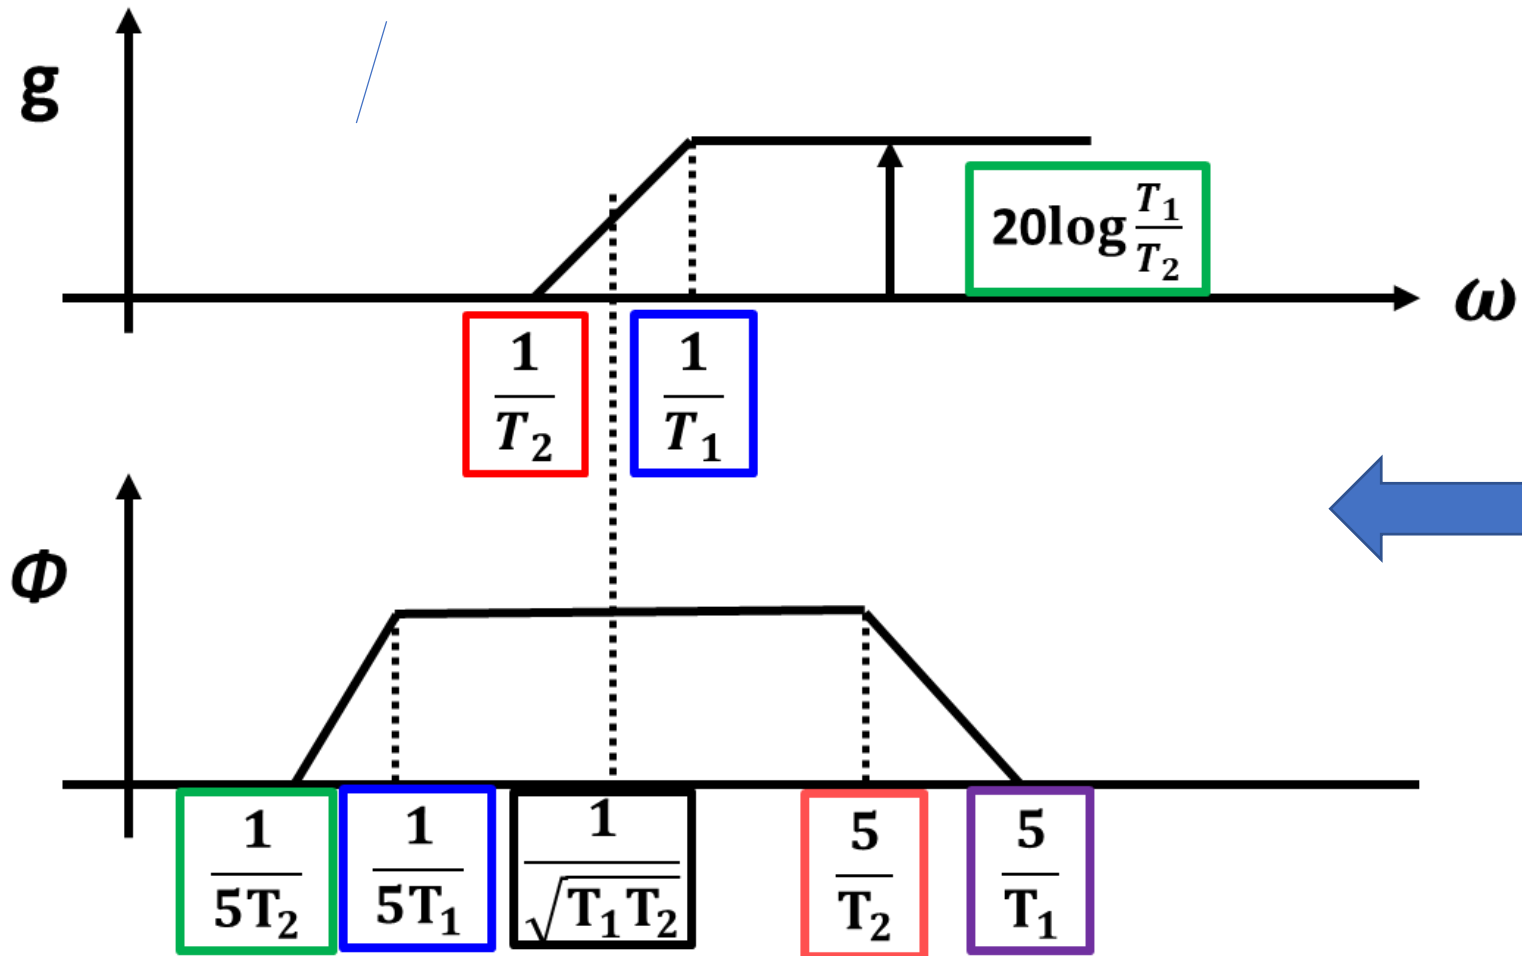 g
20log T₁/T₂
ω
1/T₂
1/T₁
Φ
1/5T₂
1/5T₁
1/√T₁T₂
5/T₂
5/T₁